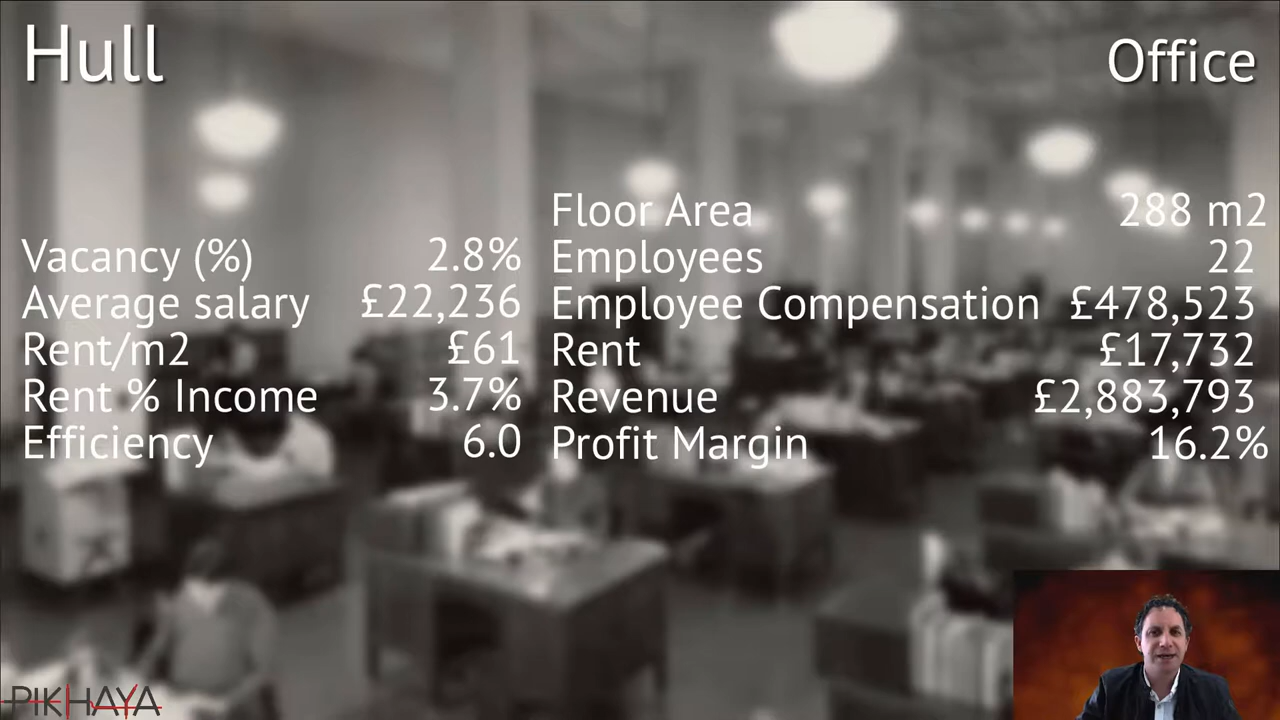 Hull
Office
Vacancy (%) 2.8%
Average salary £22,236
Rent/m2 £61
Rent % Income 3.7%
Efficiency 6.0
Floor Area 288 m2
Employees 22
Employee Compensation £478,523
Rent £17,732
Revenue £2,883,793
Profit Margin 16.2%
PIKHAYA